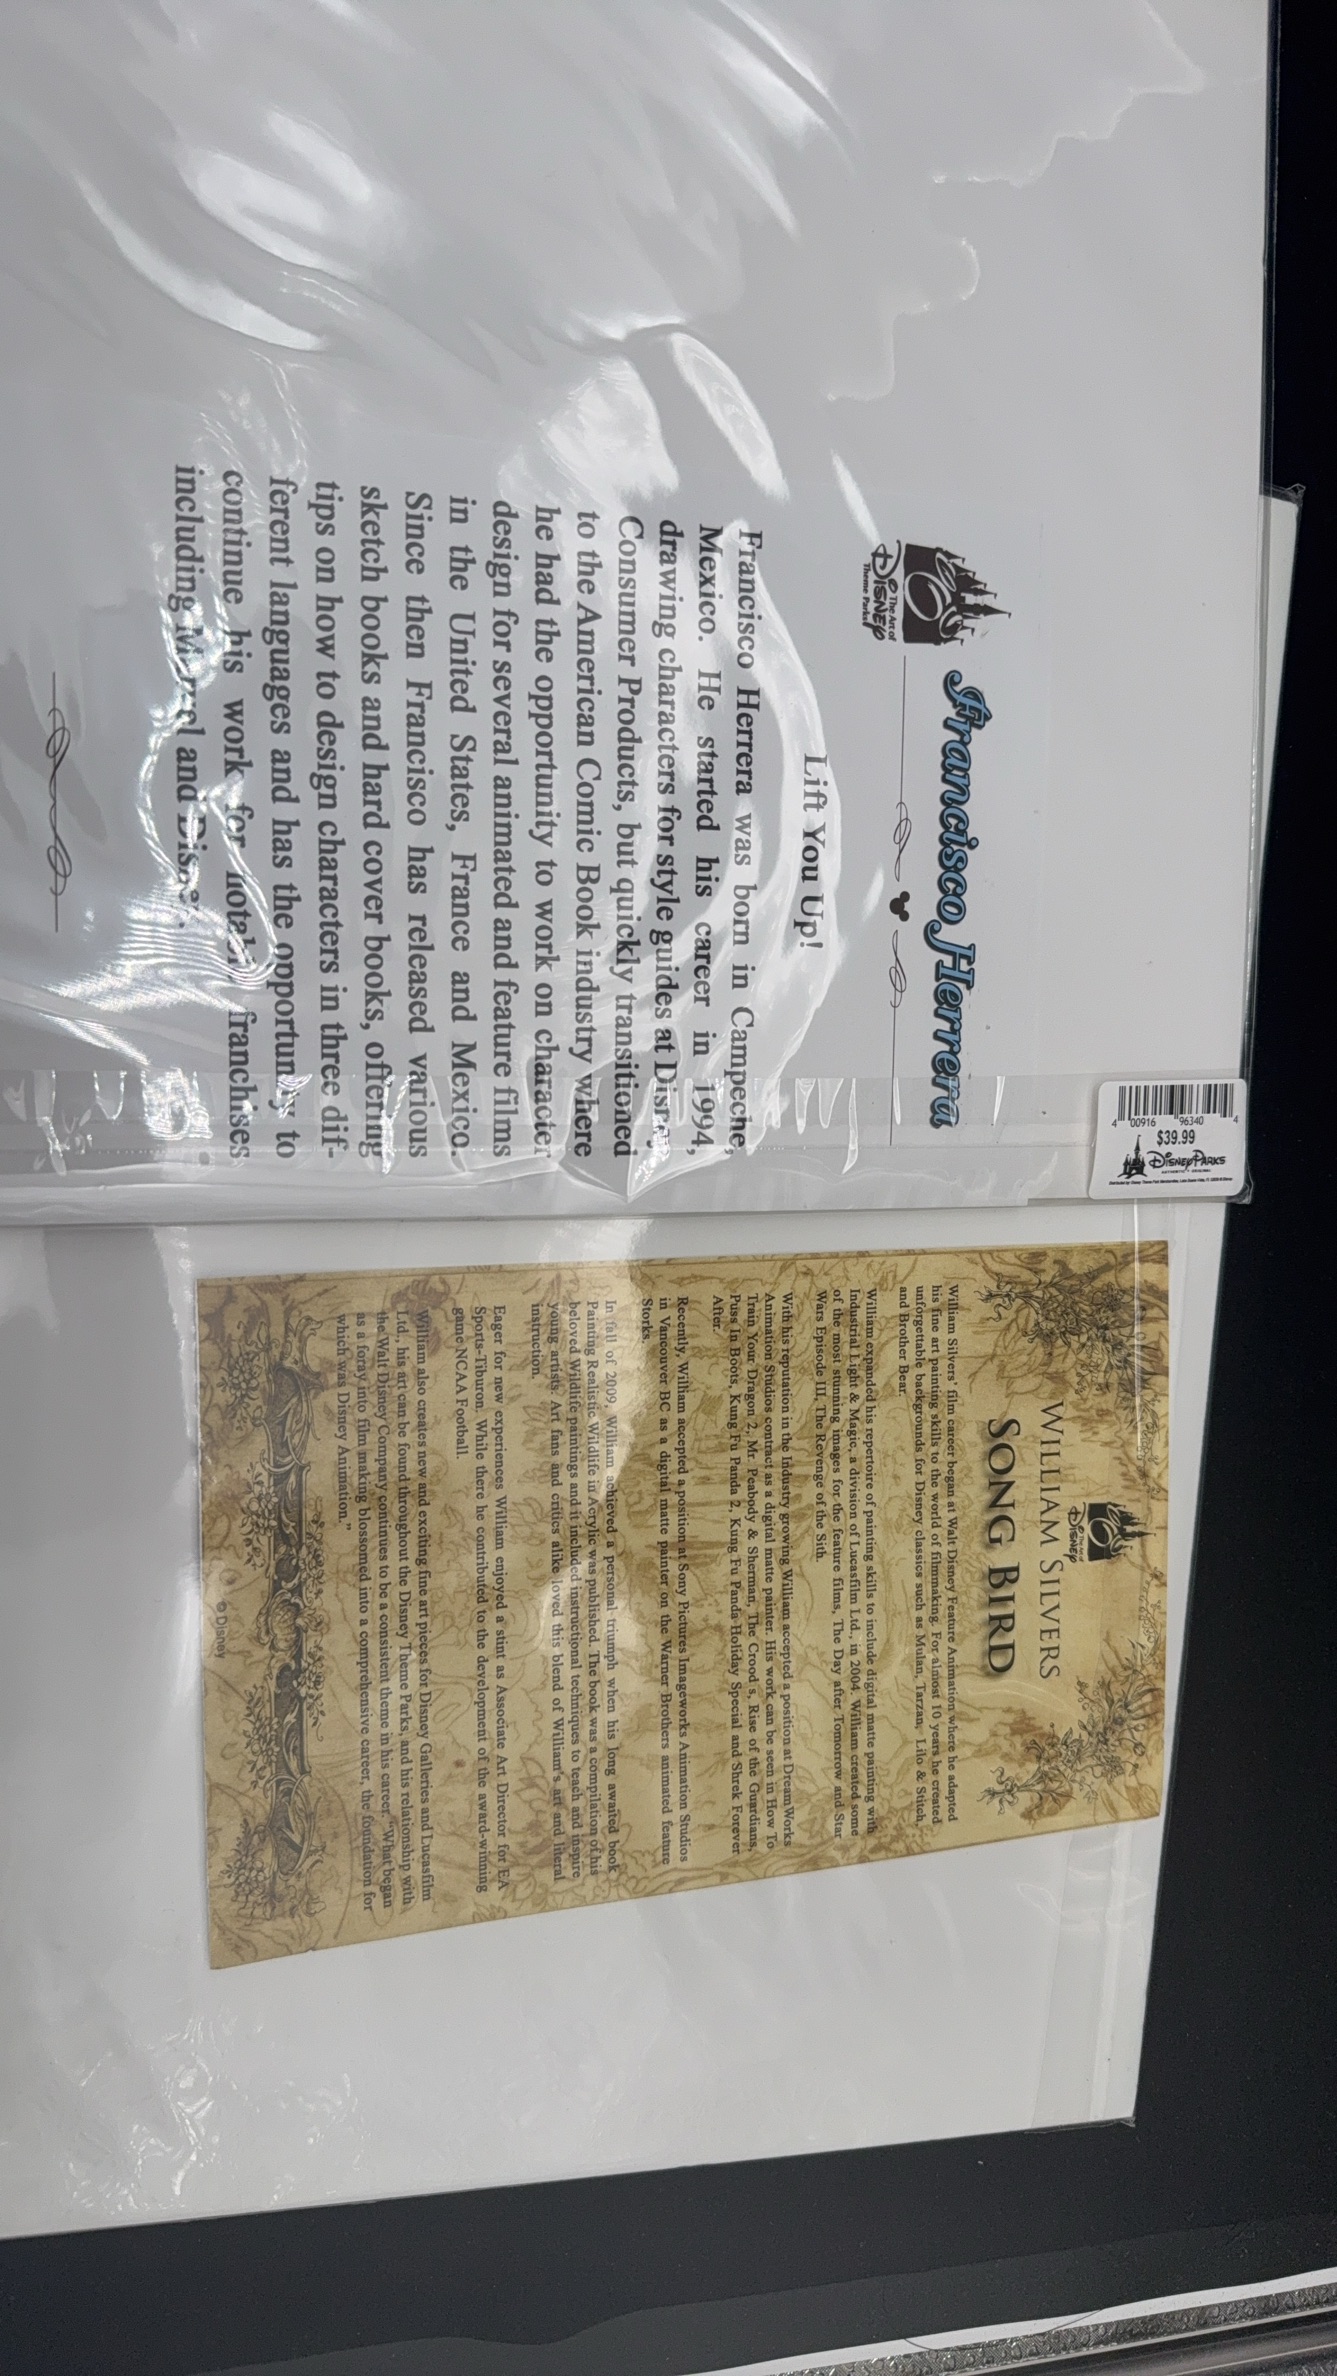 Francisco Herrera
The Art of
DISNEY
Theme Parks
Lift You Up!
Francisco Herrera was born in Campeche,
Mexico. He started his career in 1994,
drawing characters for style guides at Disney
Consumer Products, but quickly transitioned
to the American Comic Book industry where
he had the opportunity to work on character
design for several animated and feature films
in the United States, France and Mexico.
Since then Francisco has released various
sketch books and hard cover books, offering
tips on how to design characters in three dif-
ferent languages and has the opportunity to
continue his work for notable franchises
including Marvel and Disney.
4 00916 96340 4
$39.99
DISNEY PARKS
AUTHENTIC ORIGINAL
The Art of
DISNEY
WILLIAM SILVERS
SONG BIRD
William Silvers' film career began at Walt Disney Feature Animation where he adapted
his fine art painting skills to the world of filmmaking. For almost 10 years he created
unforgettable backgrounds for Disney classics such as Mulan, Tarzan, Lilo & Stitch,
and Brother Bear.
William expanded his repertoire of painting skills to include digital matte painting with
Industrial Light & Magic, a division of Lucasfilm Ltd., in 2004. William created some
of the most stunning images for the feature films, The Day after Tomorrow and Star
Wars Episode III, The Revenge of the Sith.
With his reputation in the Industry growing William accepted a position at DreamWorks
Animation Studios contract as a digital matte painter. His work can be seen in How To
Train Your Dragon 2, Mr. Peabody & Sherman, The Crood's, Rise of the Guardians,
Puss In Boots, Kung Fu Panda 2, Kung Fu Panda Holiday Special and Shrek Forever
After.
Recently, William accepted a position at Sony Pictures Imageworks Animation Studios
in Vancouver BC as a digital matte painter on the Warner Brothers animated feature
Storks.
In fall of 2009, William achieved a personal triumph when his long awaited book
Painting Realistic Wildlife in Acrylic was published. The book was a compilation of his
beloved Wildlife paintings and it included instructional techniques to teach and inspire
young artists. Art fans and critics alike loved this blend of William's art and literal
instruction.
Eager for new experiences William enjoyed a stint as Associate Art Director for EA
Sports-Tiburon. While there he contributed to the development of the award-winning
game NCAA Football.
William also creates new and exciting fine art pieces for Disney Galleries and Lucasfilm
Ltd., his art can be found throughout the Disney Theme Parks, and his relationship with
the Walt Disney Company continues to be a consistent theme in his career. "What began
as a foray into film making blossomed into a comprehensive career, the foundation for
which was Disney Animation."
© Disney